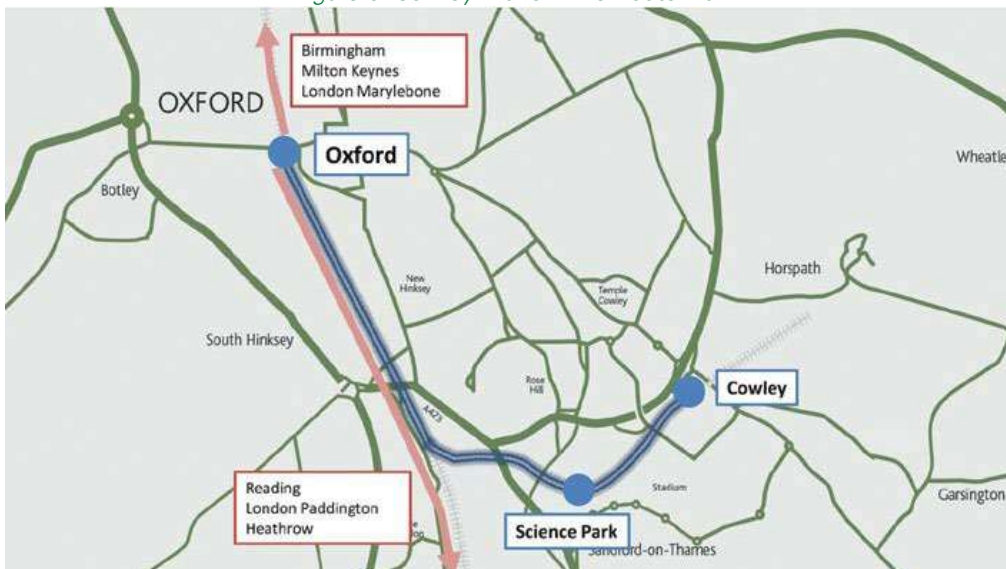 Birmingham
Milton Keynes
London Marylebone
OXFORD
Oxford
Wheatle
Botley
Horspath
New
Hinksey
Temple
Cowley
South Hinksey
Rose
Hill
Cowley
A423
Reading
London Paddington
Heathrow
Stadium
Garsington
Science Park
Sandford-on-Thames